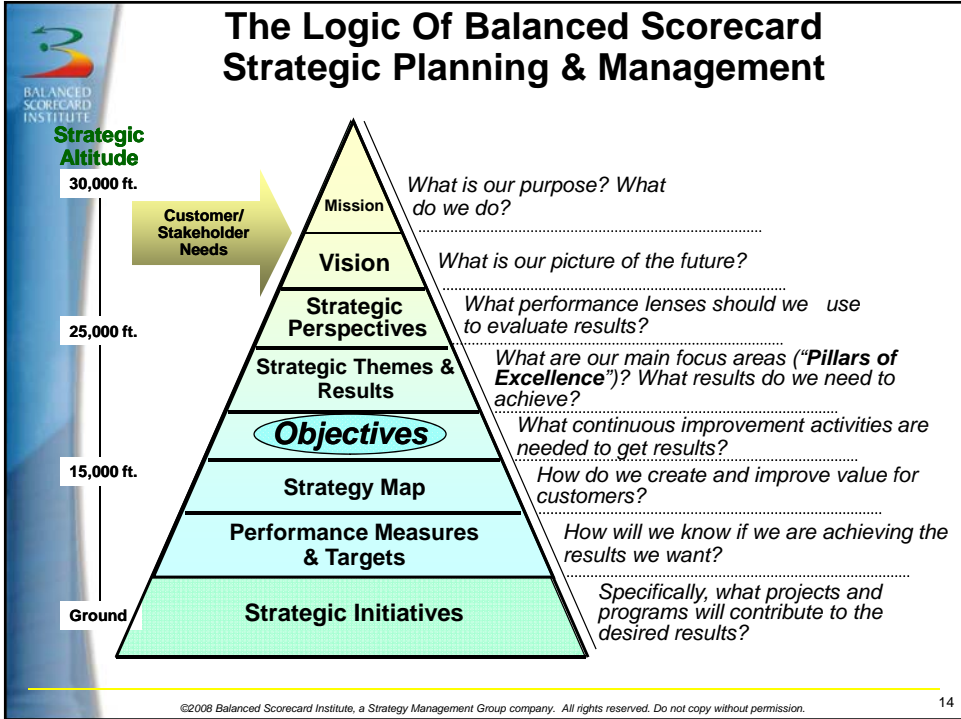 The Logic Of Balanced Scorecard
Strategic Planning & Management
BALANCED
SCORECARD
INSTITUTE
Strategic
Altitude
30,000 ft.
Customer/
Stakeholder
Needs
Mission
What is our purpose? What
do we do?
Vision
What is our picture of the future?
25,000 ft.
Strategic
Perspectives
What performance lenses should we use
to evaluate results?
Strategic Themes &
Results
What are our main focus areas (“Pillars of
Excellence”)? What results do we need to
achieve?
Objectives
What continuous improvement activities are
needed to get results?
15,000 ft.
Strategy Map
How do we create and improve value for
customers?
Performance Measures
& Targets
How will we know if we are achieving the
results we want?
Ground
Strategic Initiatives
Specifically, what projects and
programs will contribute to the
desired results?
©2008 Balanced Scorecard Institute, a Strategy Management Group company. All rights reserved. Do not copy without permission.
14